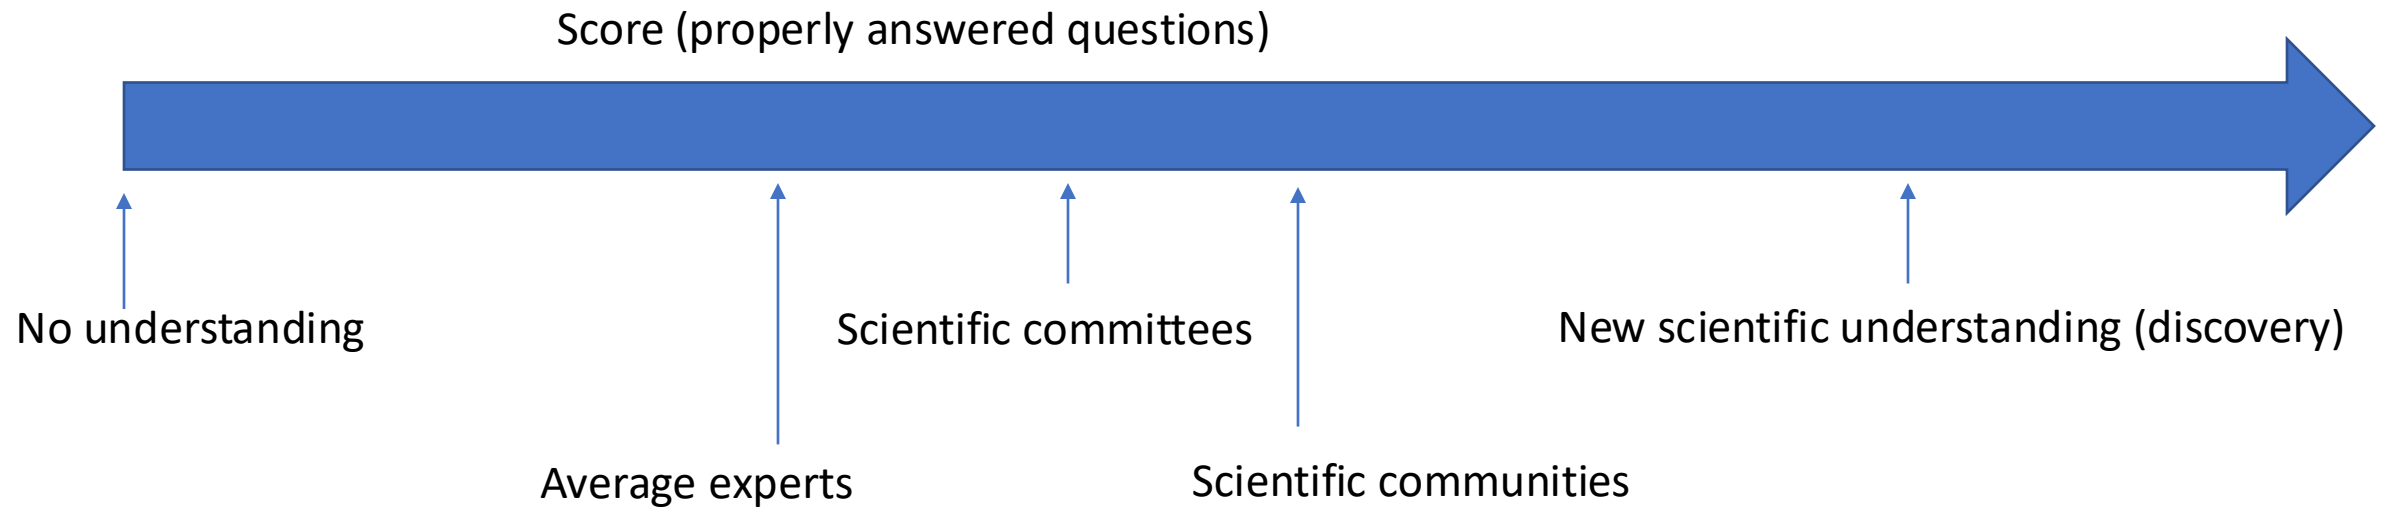 Score (properly answered questions)
No understanding
Scientific committees
New scientific understanding (discovery)
Average experts
Scientific communities